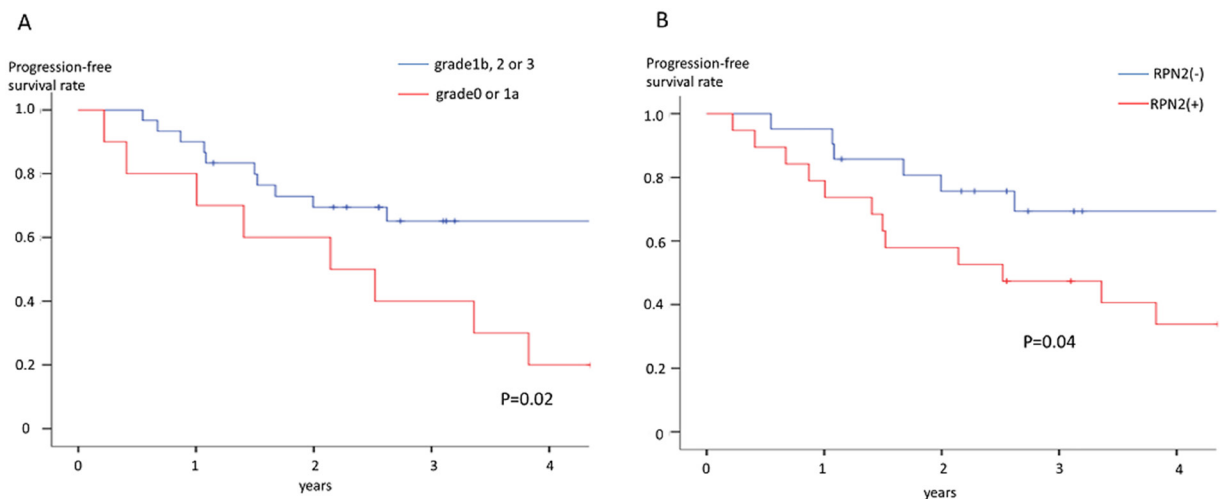 A
Progression-free
survival rate
grade1b, 2 or 3
grade0 or 1a
1.0
0.8
0.6
0.4
0.2
0
P=0.02
0 1 2 3 4
years
B
Progression-free
survival rate
RPN2(-)
RPN2(+)
1.0
0.8
0.6
0.4
0.2
0
P=0.04
0 1 2 3 4
years